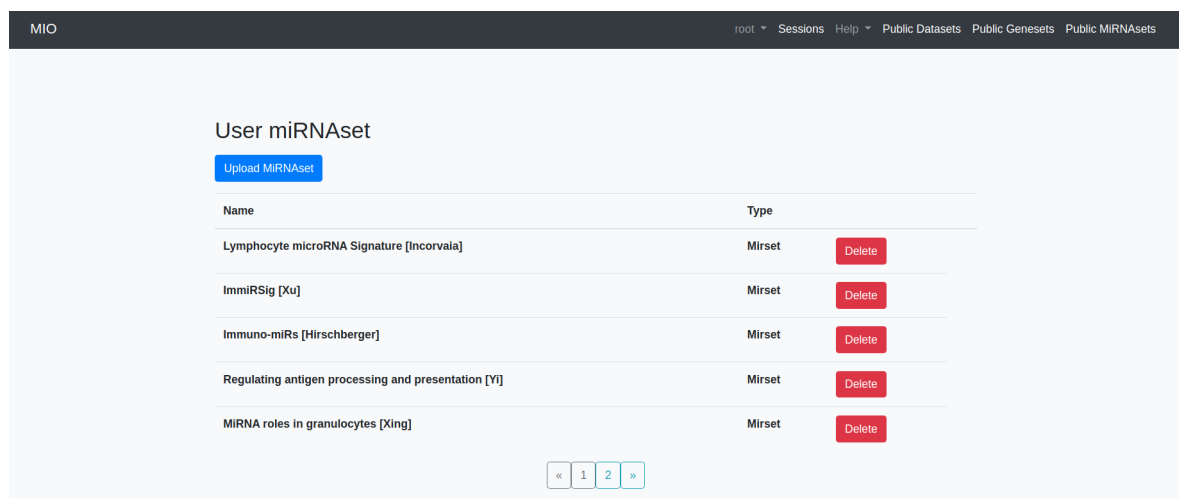 MIO root Sessions Help Public Datasets Public Genesets Public MiRNAsets
User miRNAset
Upload MiRNAset
Name Type
Lymphocyte microRNA Signature [Incorvaia] Mirset Delete
ImmiRSig [Xu] Mirset Delete
Immuno-miRs [Hirschberger] Mirset Delete
Regulating antigen processing and presentation [Yi] Mirset Delete
MiRNA roles in granulocytes [Xing] Mirset Delete
« 1 2 »